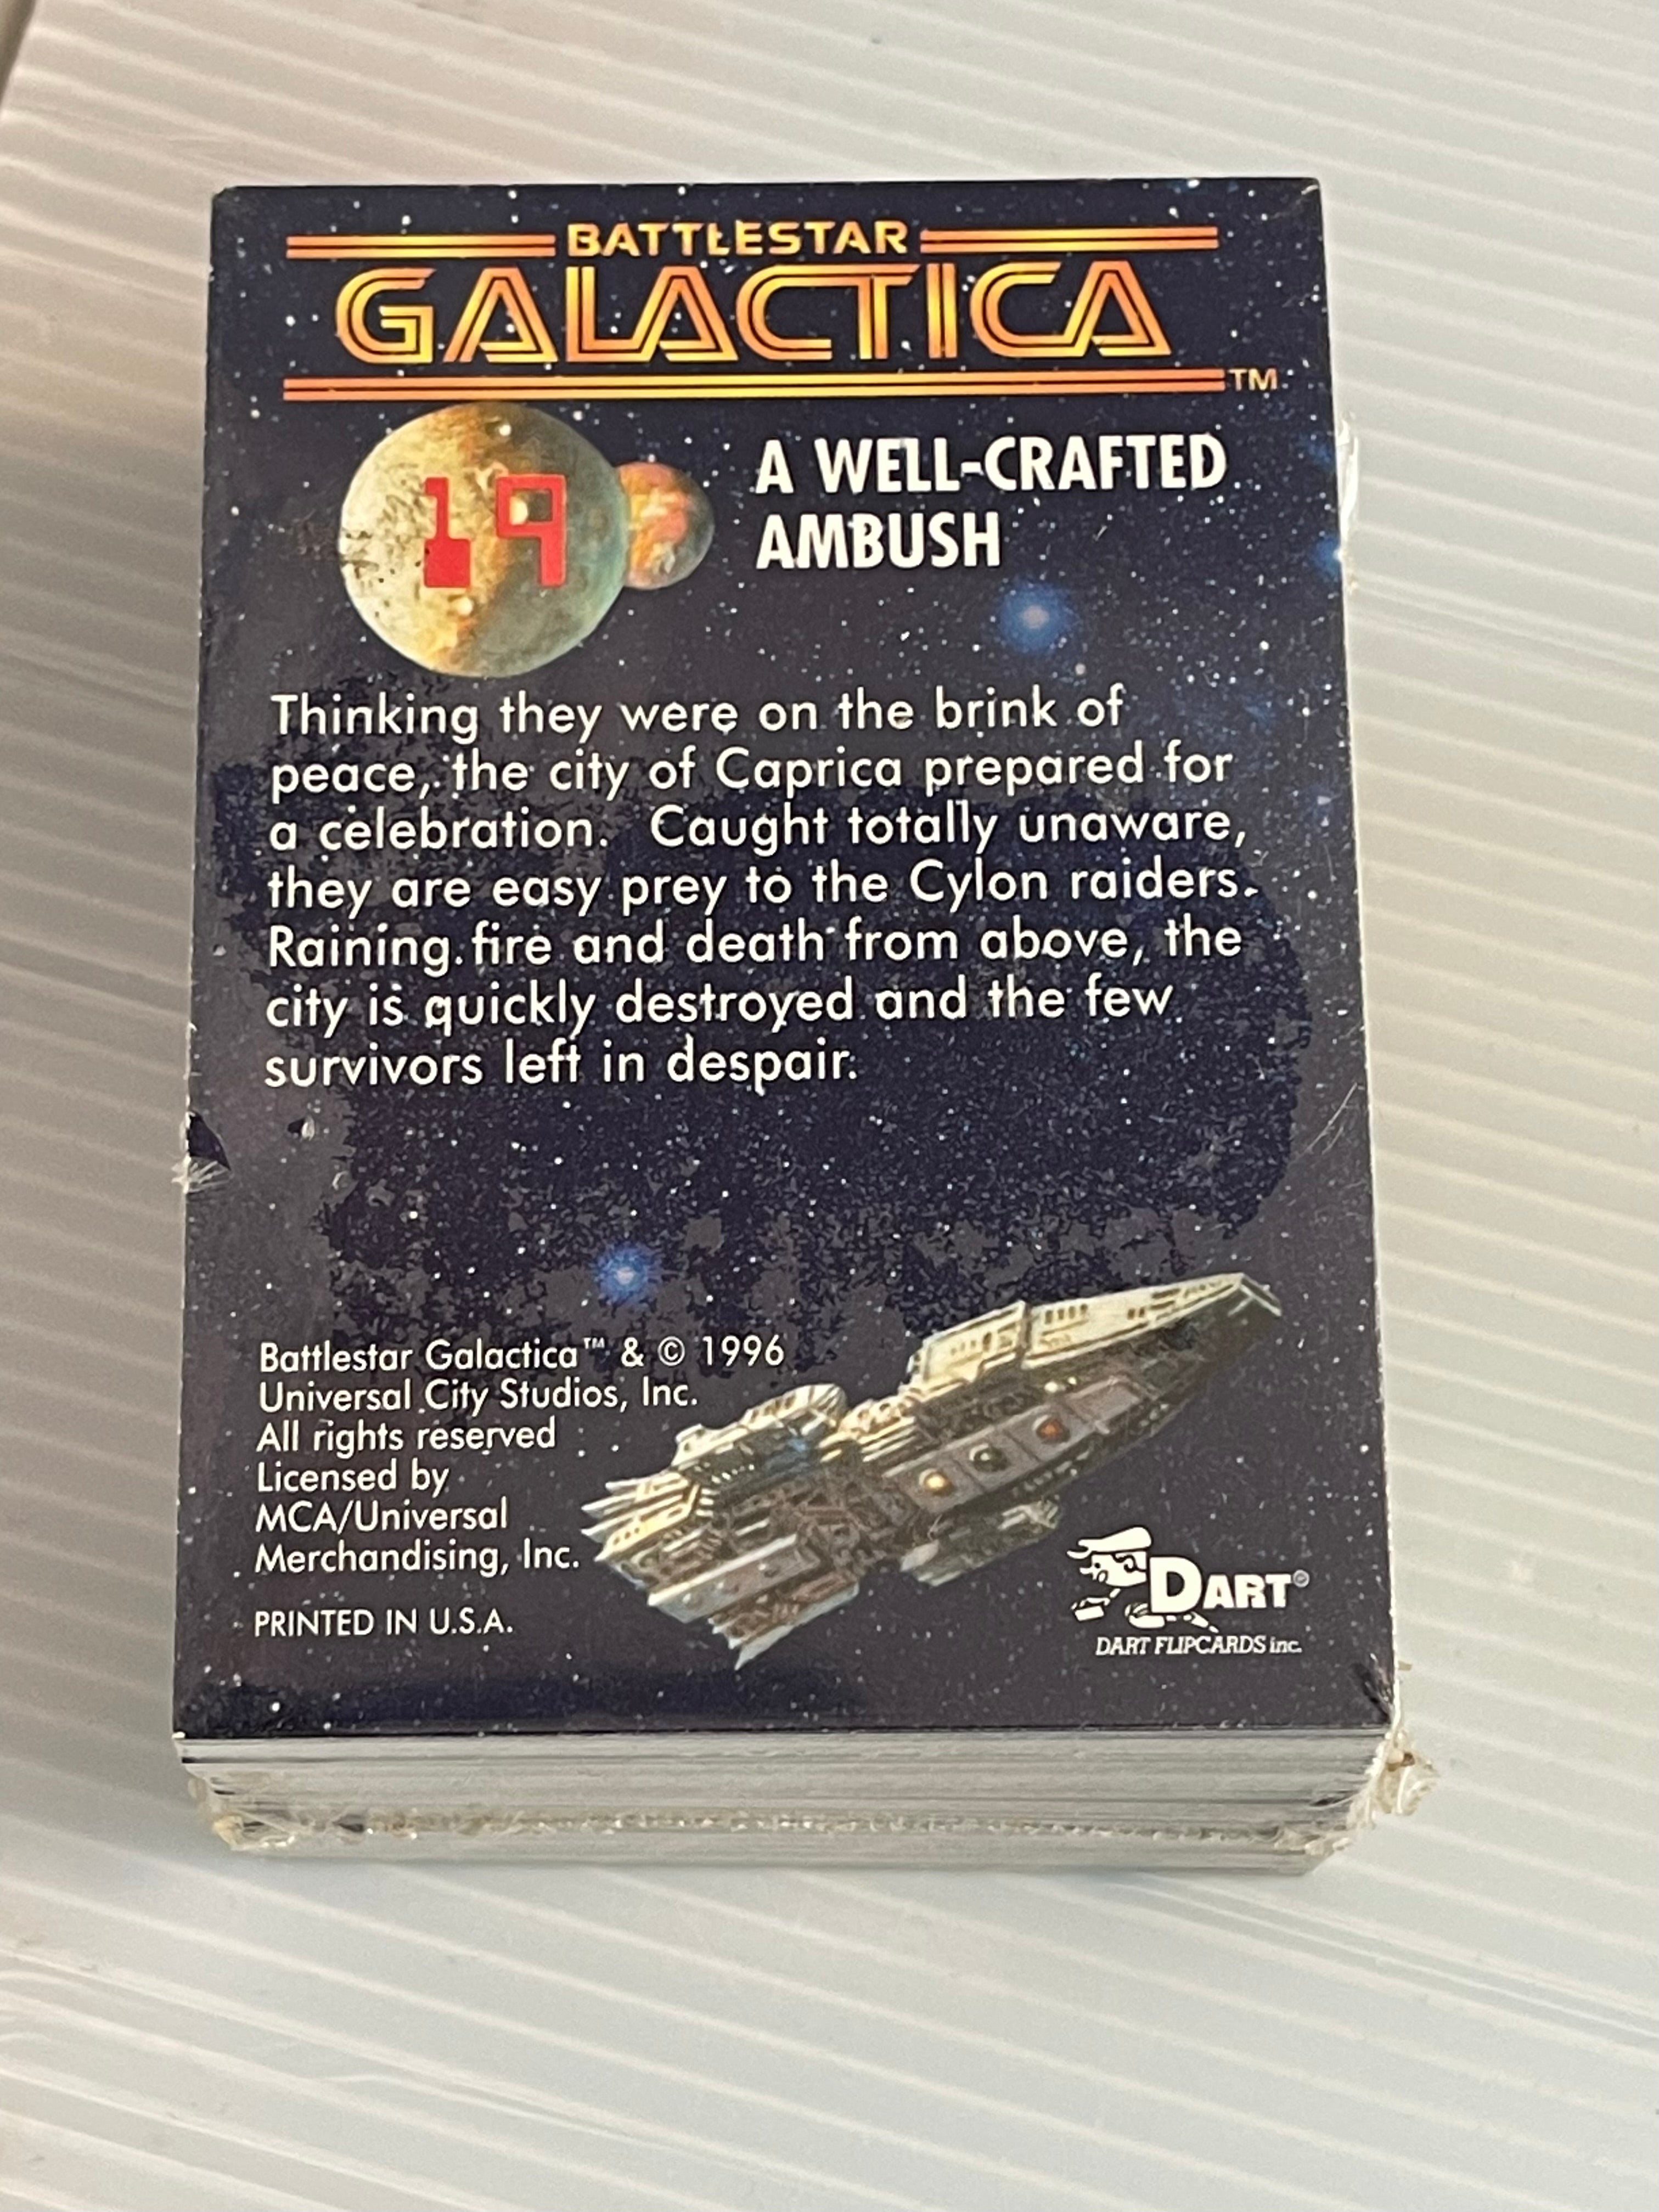 BATTLESTAR
GALACTICA
TM
19
A WELL-CRAFTED
AMBUSH
Thinking they were on the brink of
peace, the city of Caprica prepared for
a celebration. Caught totally unaware,
they are easy prey to the Cylon raiders.
Raining fire and death from above, the
city is quickly destroyed and the few
survivors left in despair.
Battlestar Galactica™ & © 1996
Universal City Studios, Inc.
All rights reserved
Licensed by
MCA/Universal
Merchandising, Inc.
PRINTED IN U.S.A.
DART©
DART FLIPCARDS inc.